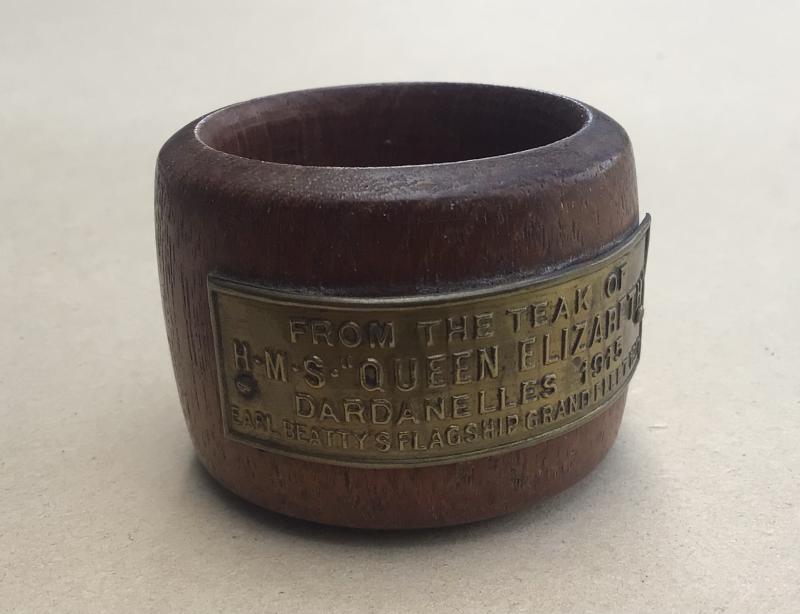 FROM THE TEAK OF
H·M·S·"QUEEN ELIZABETH
DARDANELLES 1915
EARL BEATTY'S FLAGSHIP GRAND FLEET